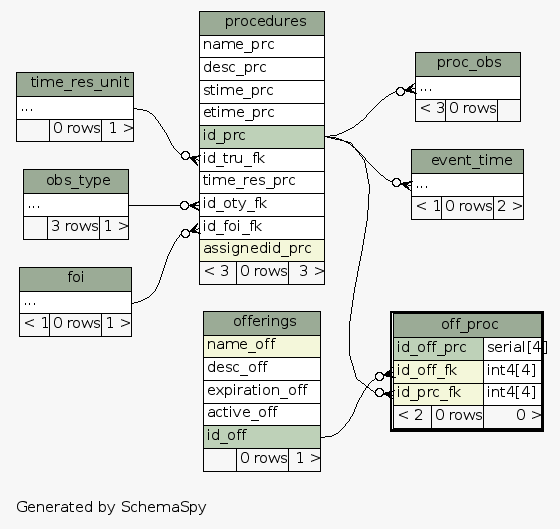 procedures
name_prc
desc_prc
stime_prc
etime_prc
id_prc
id_tru_fk
time_res_prc
id_oty_fk
id_foi_fk
assignedid_prc
< 3 0 rows 3 >
time_res_unit
...
0 rows 1 >
obs_type
...
3 rows 1 >
foi
...
< 1 0 rows 1 >
proc_obs
...
< 3 0 rows
event_time
...
< 1 0 rows 2 >
offerings
name_off
desc_off
expiration_off
active_off
id_off
0 rows 1 >
off_proc
id_off_prc serial[4]
id_off_fk int4[4]
id_prc_fk int4[4]
< 2 0 rows 0 >
Generated by SchemaSpy